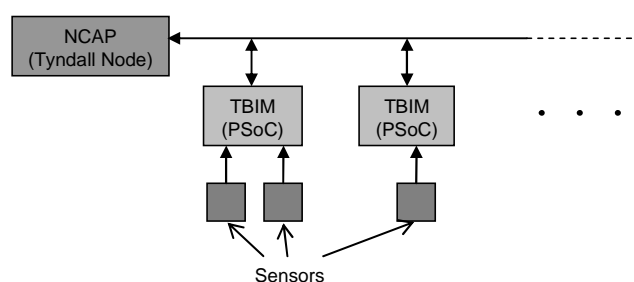 NCAP
(Tyndall Node)
TBIM
(PSoC)
TBIM
(PSoC)
. . .
Sensors